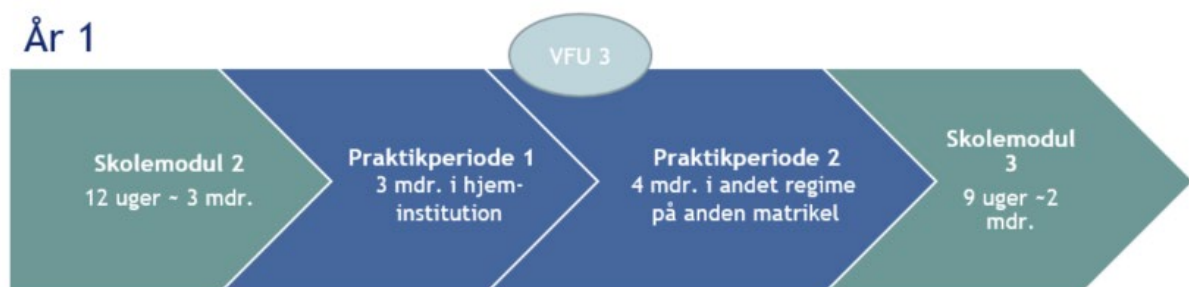 År 1
VFU 3
Skolemodul 2
12 uger ~ 3 mdr.
Praktikperiode 1
3 mdr. i hjem-
institution
Praktikperiode 2
4 mdr. i andet regime
på anden matrikel
Skolemodul
3
9 uger ~2
mdr.